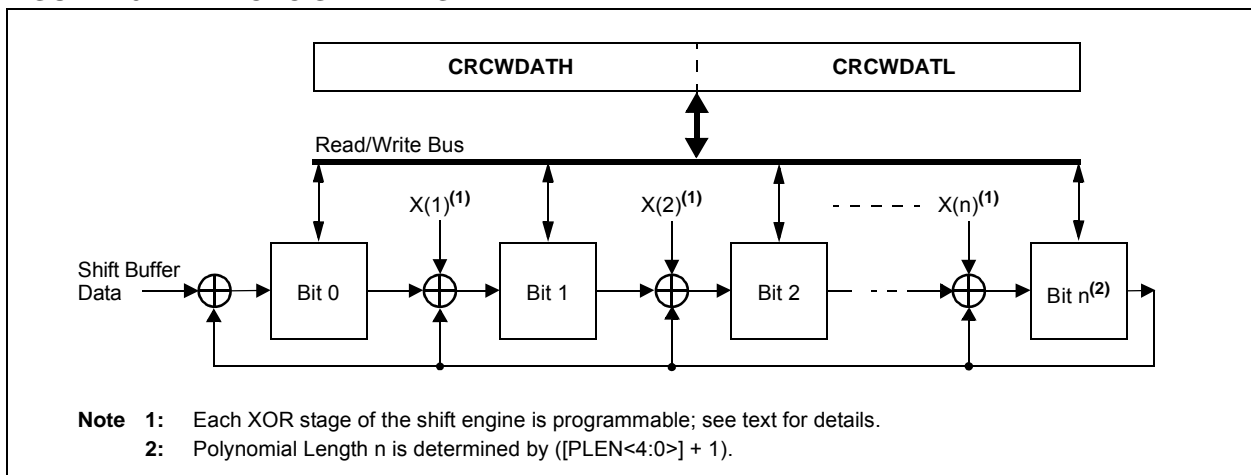 CRCWDATH CRCWDATL
Read/Write Bus
X(1)(1) X(2)(1) X(n)(1)
Shift Buffer
Data
Bit 0 Bit 1 Bit 2 Bit n(2)
Note 1: Each XOR stage of the shift engine is programmable; see text for details.
2: Polynomial Length n is determined by ([PLEN<4:0>] + 1).